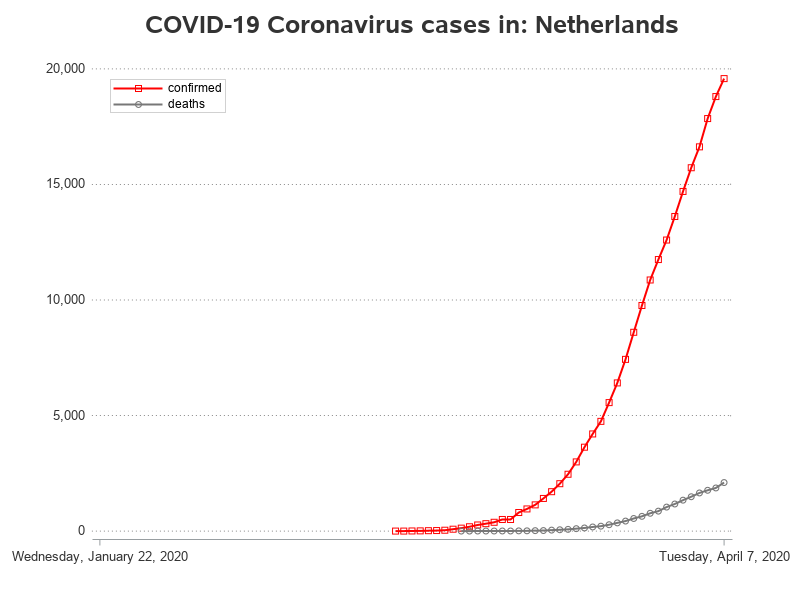 COVID-19 Coronavirus cases in: Netherlands
20,000
confirmed
deaths
15,000
10,000
5,000
0
Wednesday, January 22, 2020
Tuesday, April 7, 2020